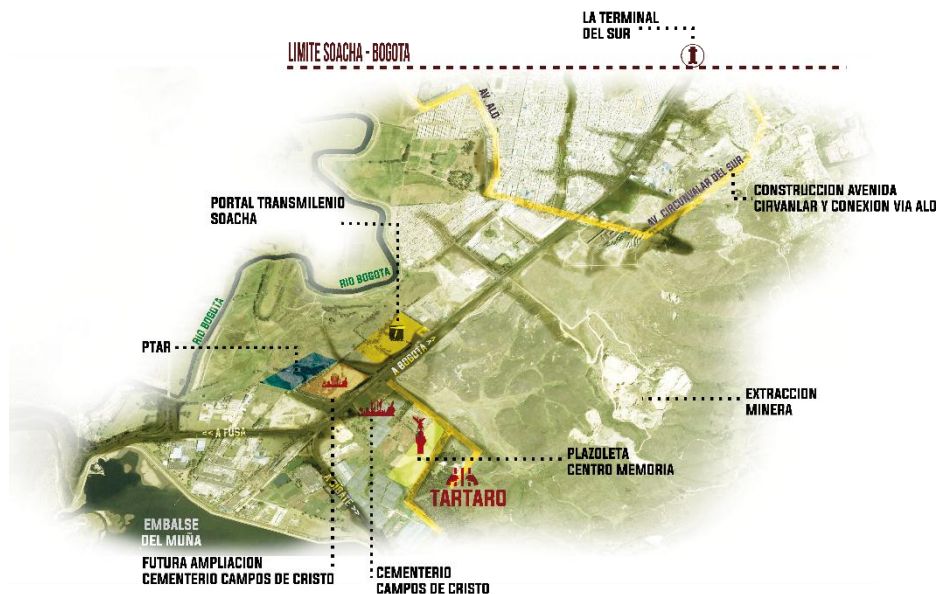 LA TERMINAL
DEL SUR
LIMITE SOACHA - BOGOTA
AV. ALO
AV. CIRCUNVALAR DEL SUR
CONSTRUCCION AVENIDA
CIRVANLAR Y CONEXION VIA ALO
PORTAL TRANSMILENIO
SOACHA
RIO BOGOTA
RIO BOGOTA
PTAR
A BOGOTA >>
EXTRACCION
MINERA
<< A FUSA
PLAZOLETA
CENTRO MEMORIA
TARTARO
EMBALSE
DEL MUÑA
FUTURA AMPLIACION
CEMENTERIO CAMPOS DE CRISTO
CEMENTERIO
CAMPOS DE CRISTO